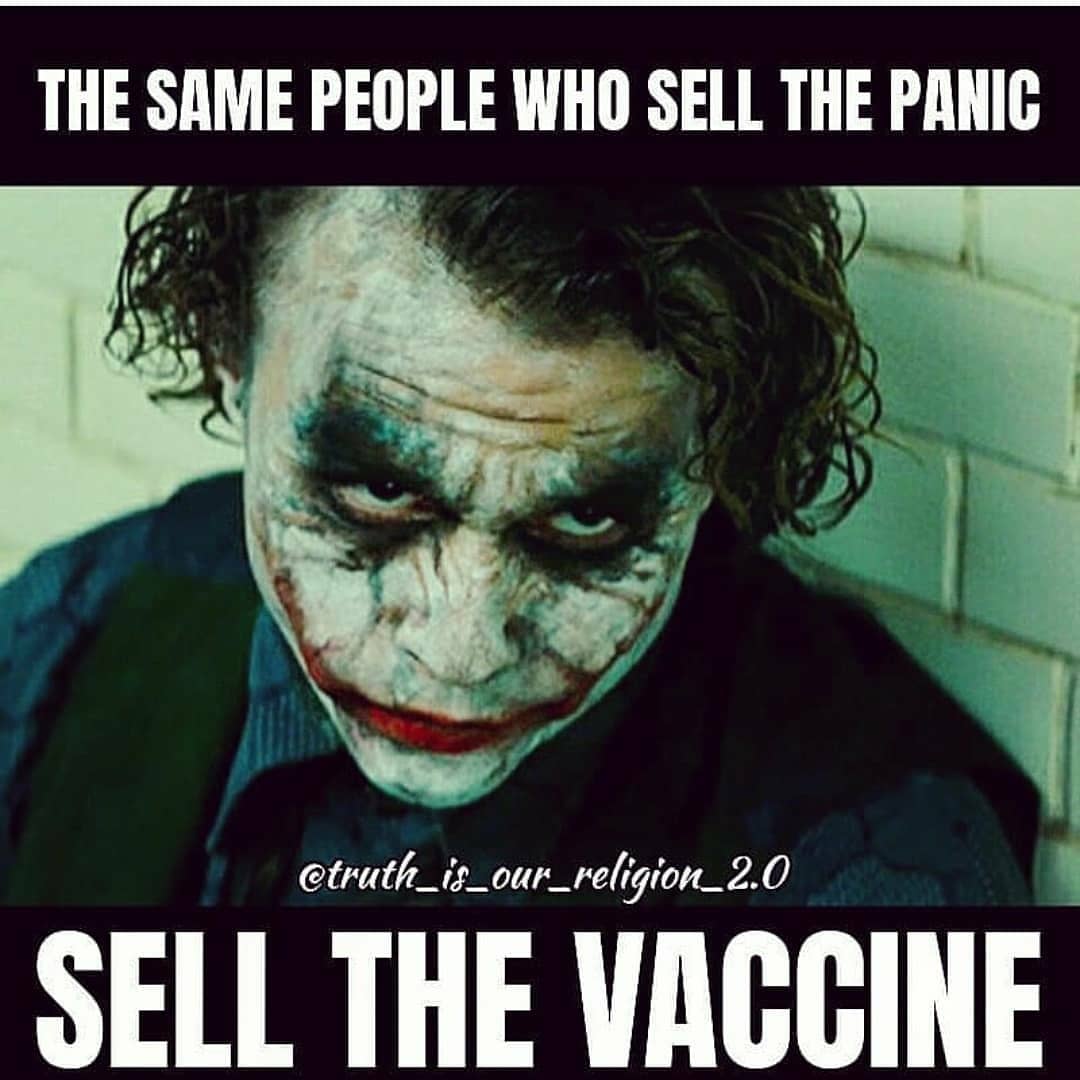 THE SAME PEOPLE WHO SELL THE PANIC
@truth_is_our_religion_2.0
SELL THE VACCINE